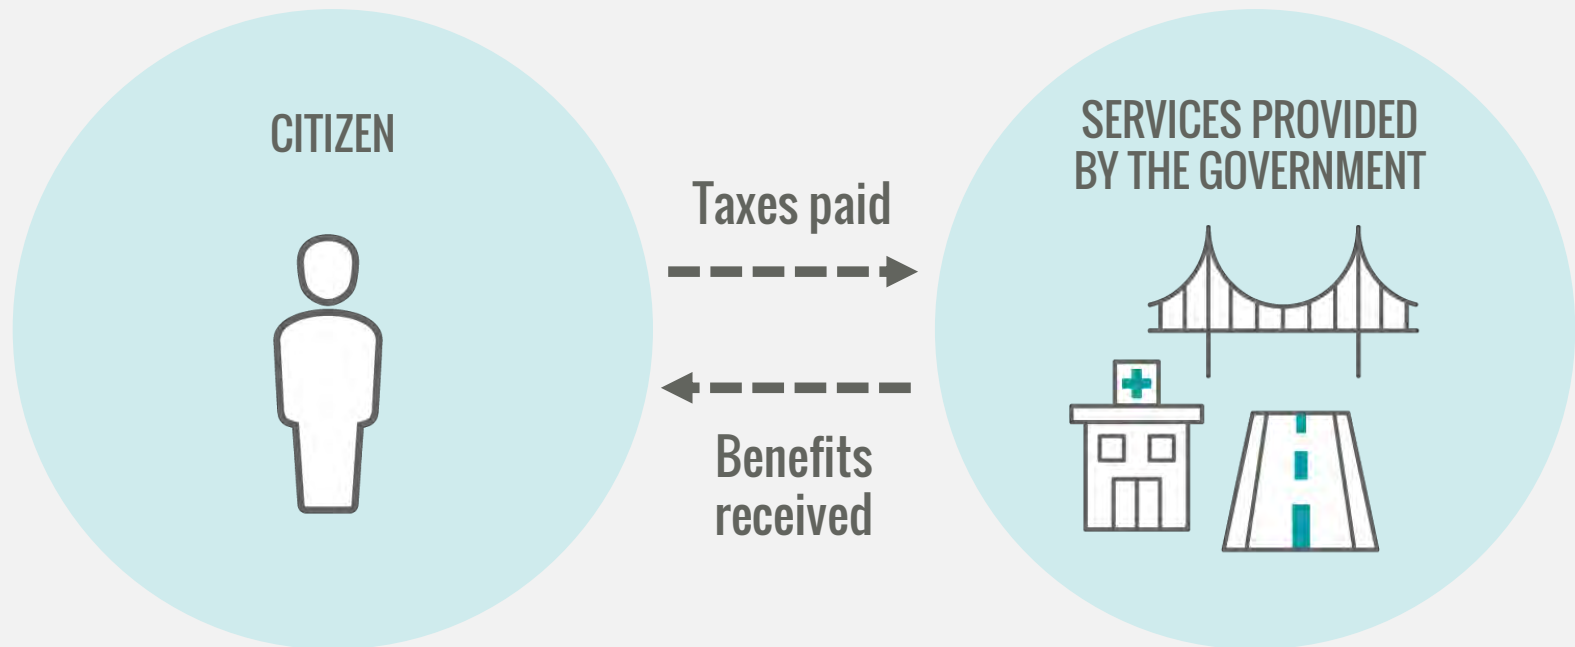 CITIZEN
Taxes paid
Benefits
received
SERVICES PROVIDED
BY THE GOVERNMENT